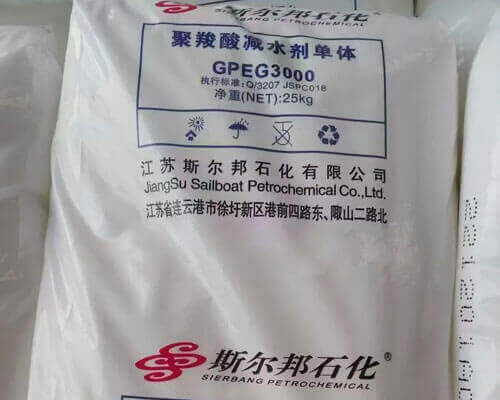 斯尔邦石化®
SIERBANG PETROCHEMICAL
聚羧酸减水剂单体
GPEG3000
执行标准: Q/3207 JSPC018
净重(NET): 25kg
江苏斯尔邦石化有限公司
JiangSu Sailboat Petrochemical Co.,Ltd.
江苏省连云港市徐圩新区港前四路东、陬山二路北
斯尔邦石化®
SIERBANG PETROCHEMICAL